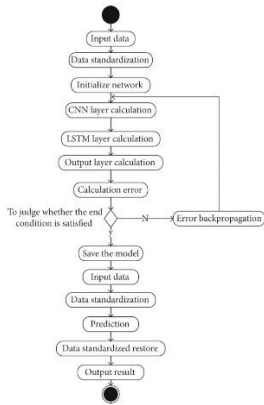 Input data
Data standardization
Initialize network
CNN layer calculation
LSTM layer calculation
Output layer calculation
Calculation error
To judge whether the end
condition is satisfied
N
Error backpropagation
Save the model
Input data
Data standardization
Prediction
Data standardized restore
Output result